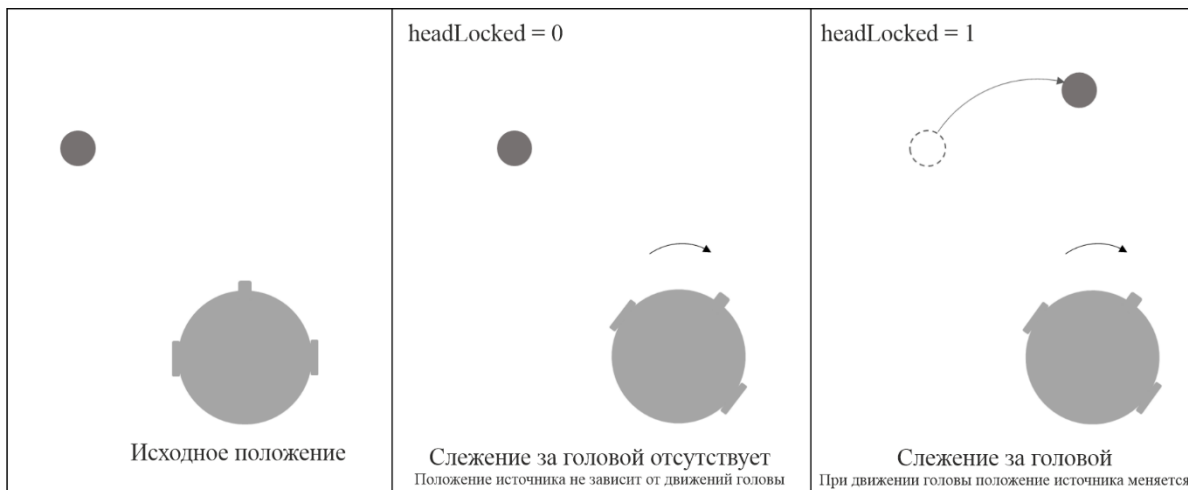 headLocked = 0
headLocked = 1
Исходное положение
Слежение за головой отсутствует
Положение источника не зависит от движений головы
Слежение за головой
При движении головы положение источника меняется